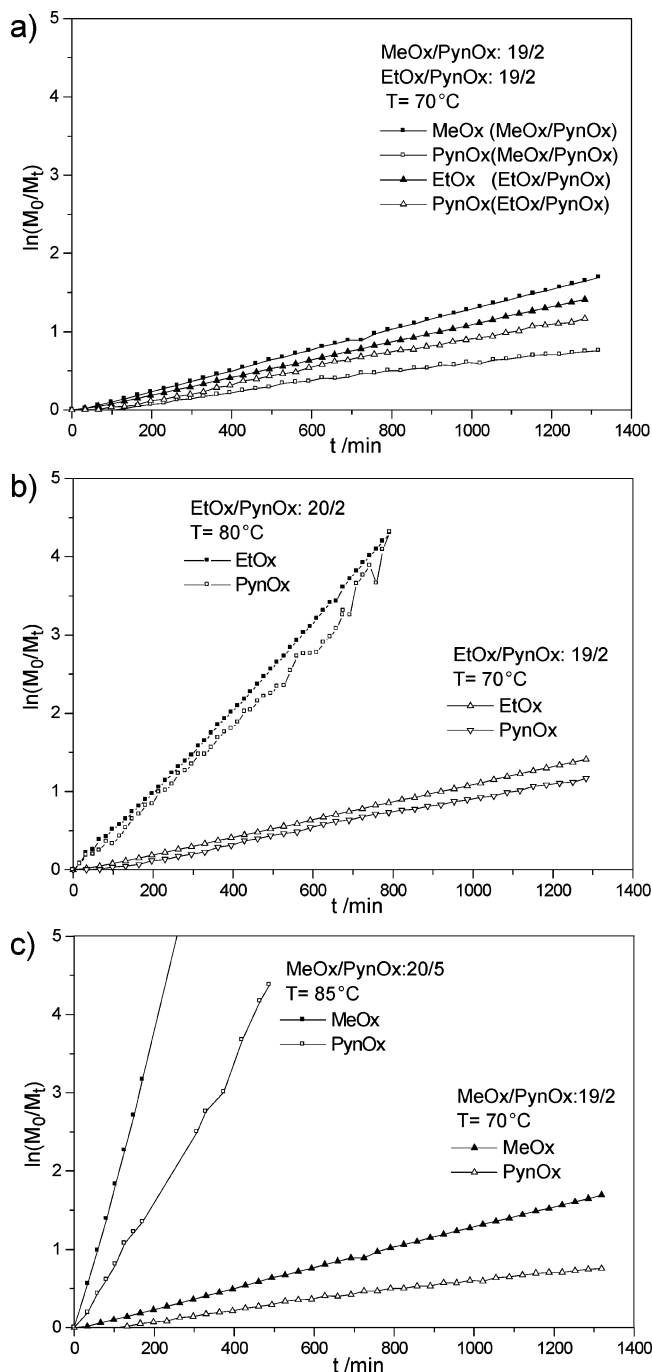 a)
5
4
3
2
1
0
ln(M₀/Mₜ)
MeOx/PynOx: 19/2
EtOx/PynOx: 19/2
T= 70°C
MeOx (MeOx/PynOx)
PynOx(MeOx/PynOx)
EtOx (EtOx/PynOx)
PynOx(EtOx/PynOx)
0 200 400 600 800 1000 1200 1400
t /min
b)
5
4
3
2
1
0
ln(M₀/Mₜ)
EtOx/PynOx: 20/2
T= 80°C
EtOx
PynOx
EtOx/PynOx: 19/2
T= 70°C
EtOx
PynOx
0 200 400 600 800 1000 1200 1400
t /min
c)
5
4
3
2
1
0
ln(M₀/Mₜ)
MeOx/PynOx:20/5
T= 85°C
MeOx
PynOx
MeOx/PynOx:19/2
T= 70°C
MeOx
PynOx
0 200 400 600 800 1000 1200 1400
t /min